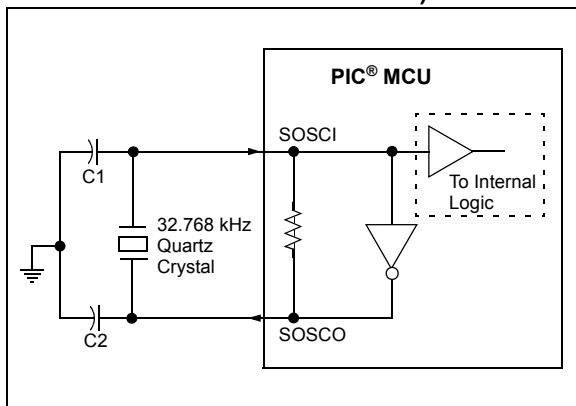 PIC® MCU
SOSCI
C1
To Internal
Logic
32.768 kHz
Quartz
Crystal
SOSCO
C2